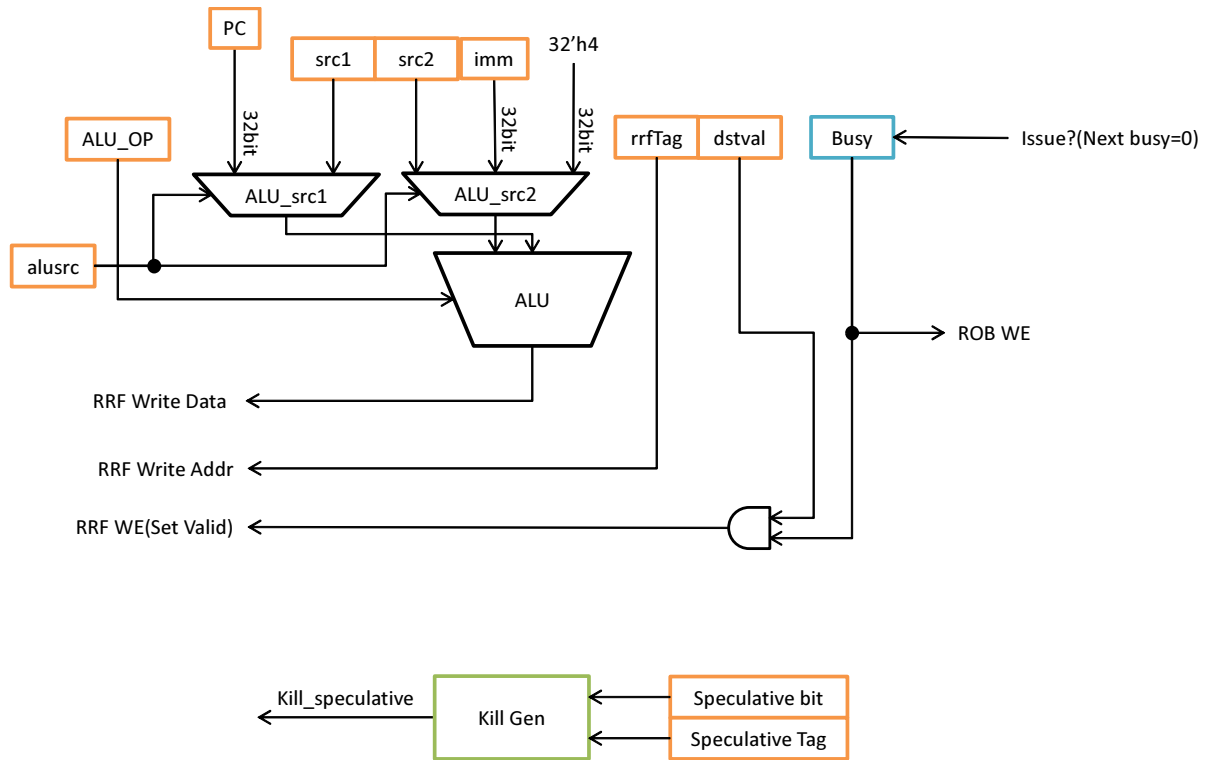 PC
src1
src2
imm
32'h4
32bit
32bit
32bit
ALU_OP
rrfTag
dstval
Busy
Issue?(Next busy=0)
ALU_src1
ALU_src2
alusrc
ALU
ROB WE
RRF Write Data
RRF Write Addr
RRF WE(Set Valid)
Kill_speculative
Kill Gen
Speculative bit
Speculative Tag